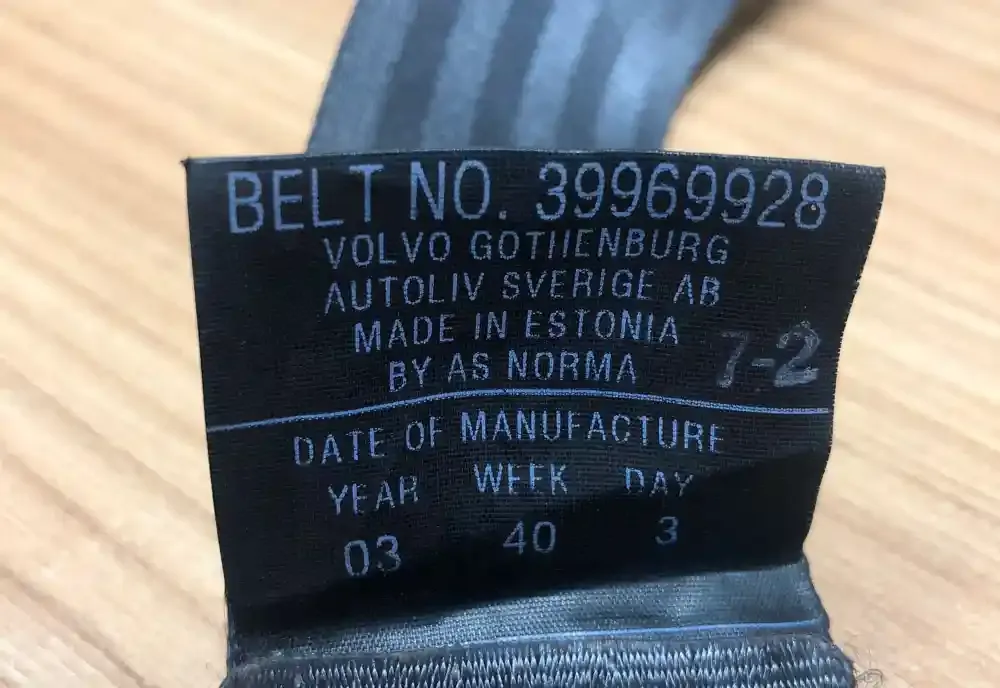 BELT NO. 39969928
VOLVO GOTHENBURG
AUTOLIV SVERIGE AB
MADE IN ESTONIA
BY AS NORMA
7-2
DATE OF MANUFACTURE
YEAR WEEK DAY
03 40 3